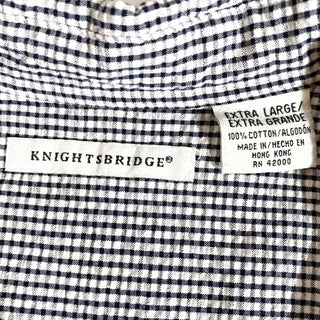 KNIGHTSBRIDGE®
EXTRA LARGE/
EXTRA GRANDE
100% COTTON/ALGODÓN
MADE IN/HECHO EN
HONG KONG
RN 42000